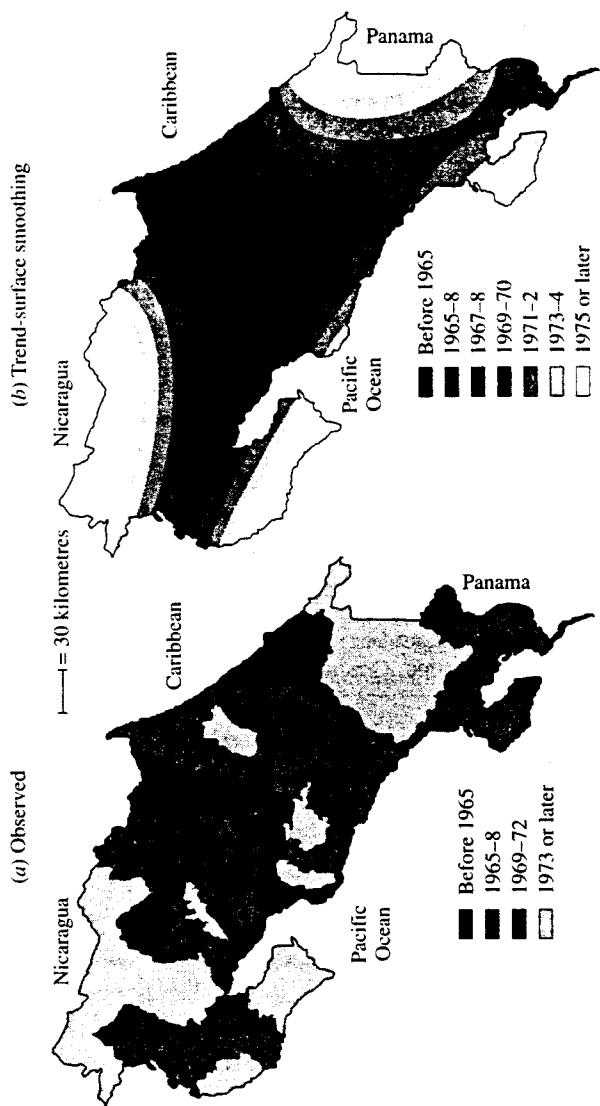 (a) Observed
Nicaragua
Caribbean
Pacific
Ocean
Panama
Before 1965
1965-8
1969-72
1973 or later
= 30 kilometres
(b) Trend-surface smoothing
Nicaragua
Caribbean
Pacific
Ocean
Panama
Before 1965
1965-8
1967-8
1969-70
1971-2
1973-4
1975 or later